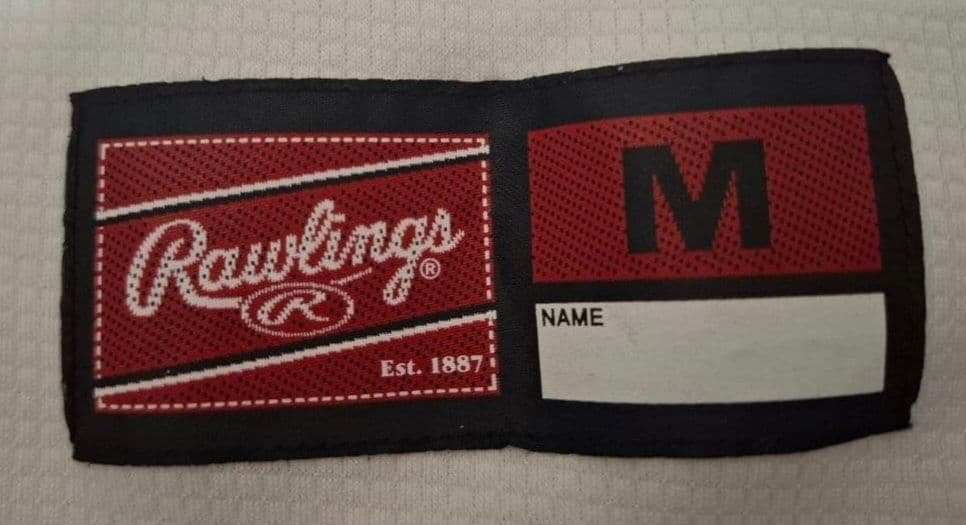 Rawlings®
R
Est. 1887
M
NAME